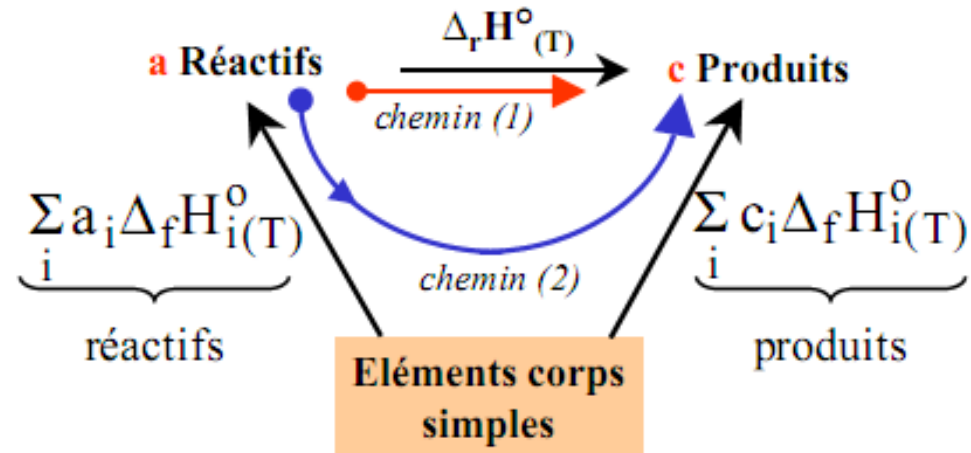 ΔrH°(T)
a Réactifs
c Produits
chemin (1)
∑i aiΔfH°i(T)
∑i ciΔfH°i(T)
chemin (2)
réactifs
produits
Eléments corps
simples